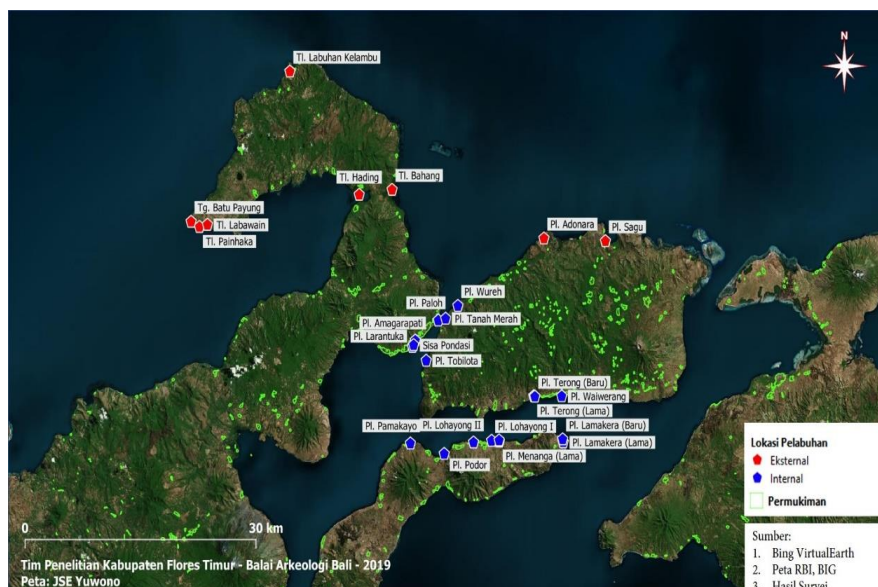 Tl. Labuhan Kelambu
N
Tl. Hading
Tl. Bahang
Tg. Batu Payung
Tl. Labawain
Tl. Painhaka
Pl. Adonara
Pl. Sagu
Pl. Wureh
Pl. Paloh
Pl. Tanah Merah
Pl. Amagarapati
Pl. Larantuka
Sisa Pondasi
Pl. Tobilota
Pl. Terong (Baru)
Pl. Waiwerang
Pl. Terong (Lama)
Pl. Pamakayo
Pl. Lohayong II
Pl. Lohayong I
Pl. Lamakera (Baru)
Pl. Lamakera (Lama)
Pl. Menanga (Lama)
Pl. Podor
Lokasi Pelabuhan
Eksternal
Internal
Permukiman
0 30 km
Tim Penelitian Kabupaten Flores Timur - Balai Arkeologi Bali - 2019
Peta: JSE Yuwono
Sumber:
1. Bing VirtualEarth
2. Peta RBI, BIG
3. Hasil Survei